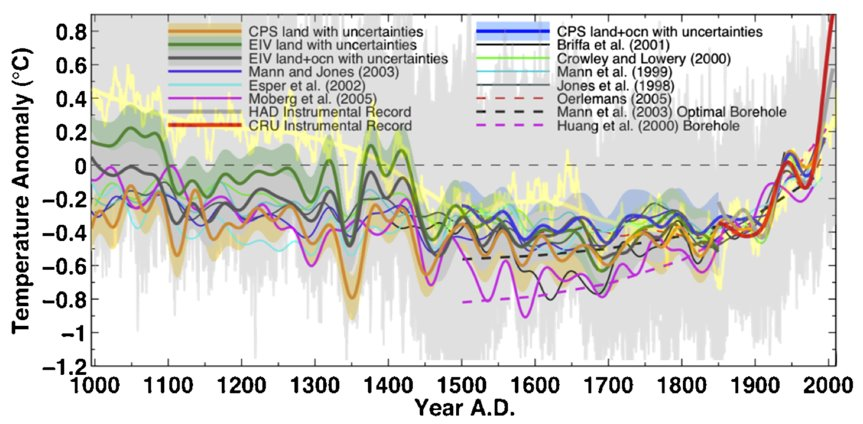 0.8
0.6
0.4
0.2
0
−0.2
−0.4
−0.6
−0.8
−1
−1.2
Temperature Anomaly (°C)
CPS land with uncertainties
EIV land with uncertainties
EIV land+ocn with uncertainties
Mann and Jones (2003)
Esper et al. (2002)
Moberg et al. (2005)
HAD Instrumental Record
CRU Instrumental Record
CPS land+ocn with uncertainties
Briffa et al. (2001)
Crowley and Lowery (2000)
Mann et al. (1999)
Jones et al. (1998)
Oerlemans (2005)
Mann et al. (2003) Optimal Borehole
Huang et al. (2000) Borehole
1000 1100 1200 1300 1400 1500 1600 1700 1800 1900 2000
Year A.D.